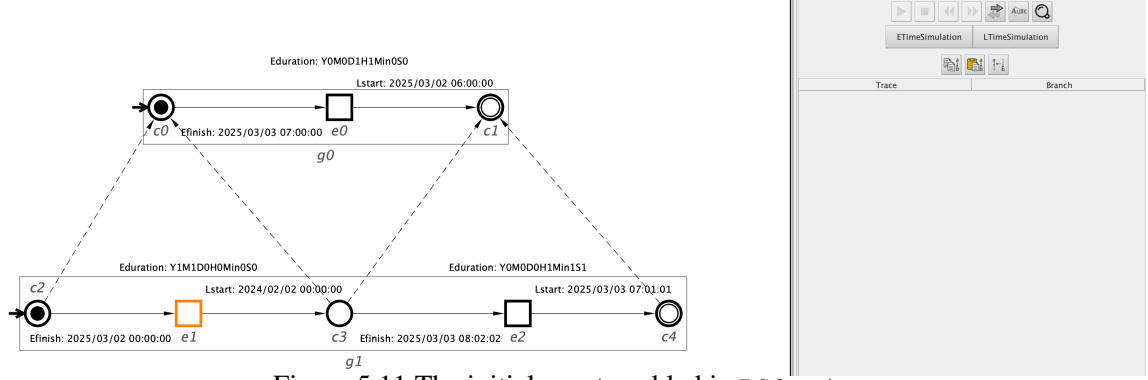 ETimeSimulation LTimeSimulation
Trace Branch
Eduration: Y0M0D1H1Min0S0
Lstart: 2025/03/02 06:00:00
c0 Efinish: 2025/03/03 07:00:00 e0 c1
g0
Eduration: Y1M1D0H0Min0S0 Eduration: Y0M0D0H1Min1S1
c2 Lstart: 2024/02/02 00:00:00 Lstart: 2025/03/03 07:01:01
Efinish: 2025/03/02 00:00:00 e1 c3 Efinish: 2025/03/03 08:02:02 e2 c4
g1